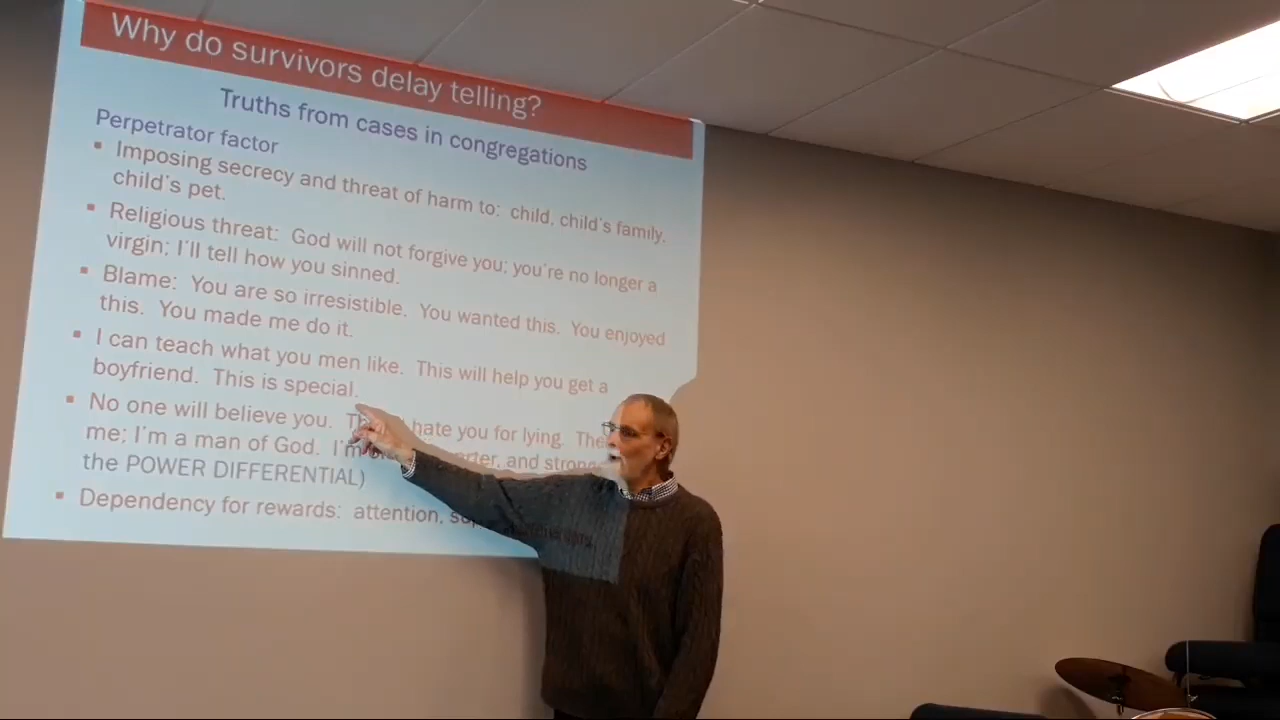 Why do survivors delay telling?
Truths from cases in congregations
Perpetrator factor
▪ Imposing secrecy and threat of harm to: child, child's family,
child's pet.
▪ Religious threat: God will not forgive you; you're no longer a
virgin; I'll tell how you sinned.
▪ Blame: You are so irresistible. You wanted this. You enjoyed
this. You made me do it.
▪ I can teach what you men like. This will help you get a
boyfriend. This is special.
▪ No one will believe you. hate you for lying.
me; I'm a man of God. I'm and
the POWER DIFFERENTIAL)
▪ Dependency for rewards: attention,